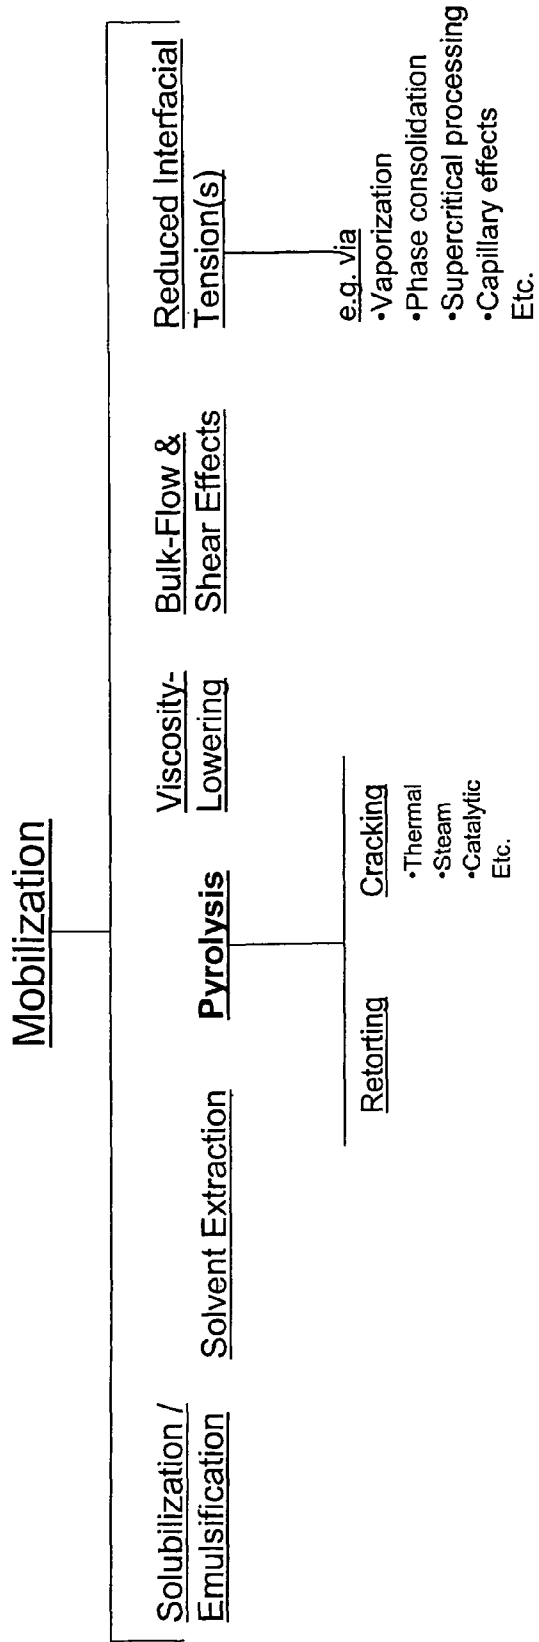 Mobilization
Solubilization /
Emulsification
Solvent Extraction
Pyrolysis
Retorting
Cracking
•Thermal
•Steam
•Catalytic
Etc.
Viscosity-
Lowering
Bulk-Flow &
Shear Effects
Reduced Interfacial
Tension(s)
e.g. via
•Vaporization
•Phase consolidation
•Supercritical processing
•Capillary effects
Etc.